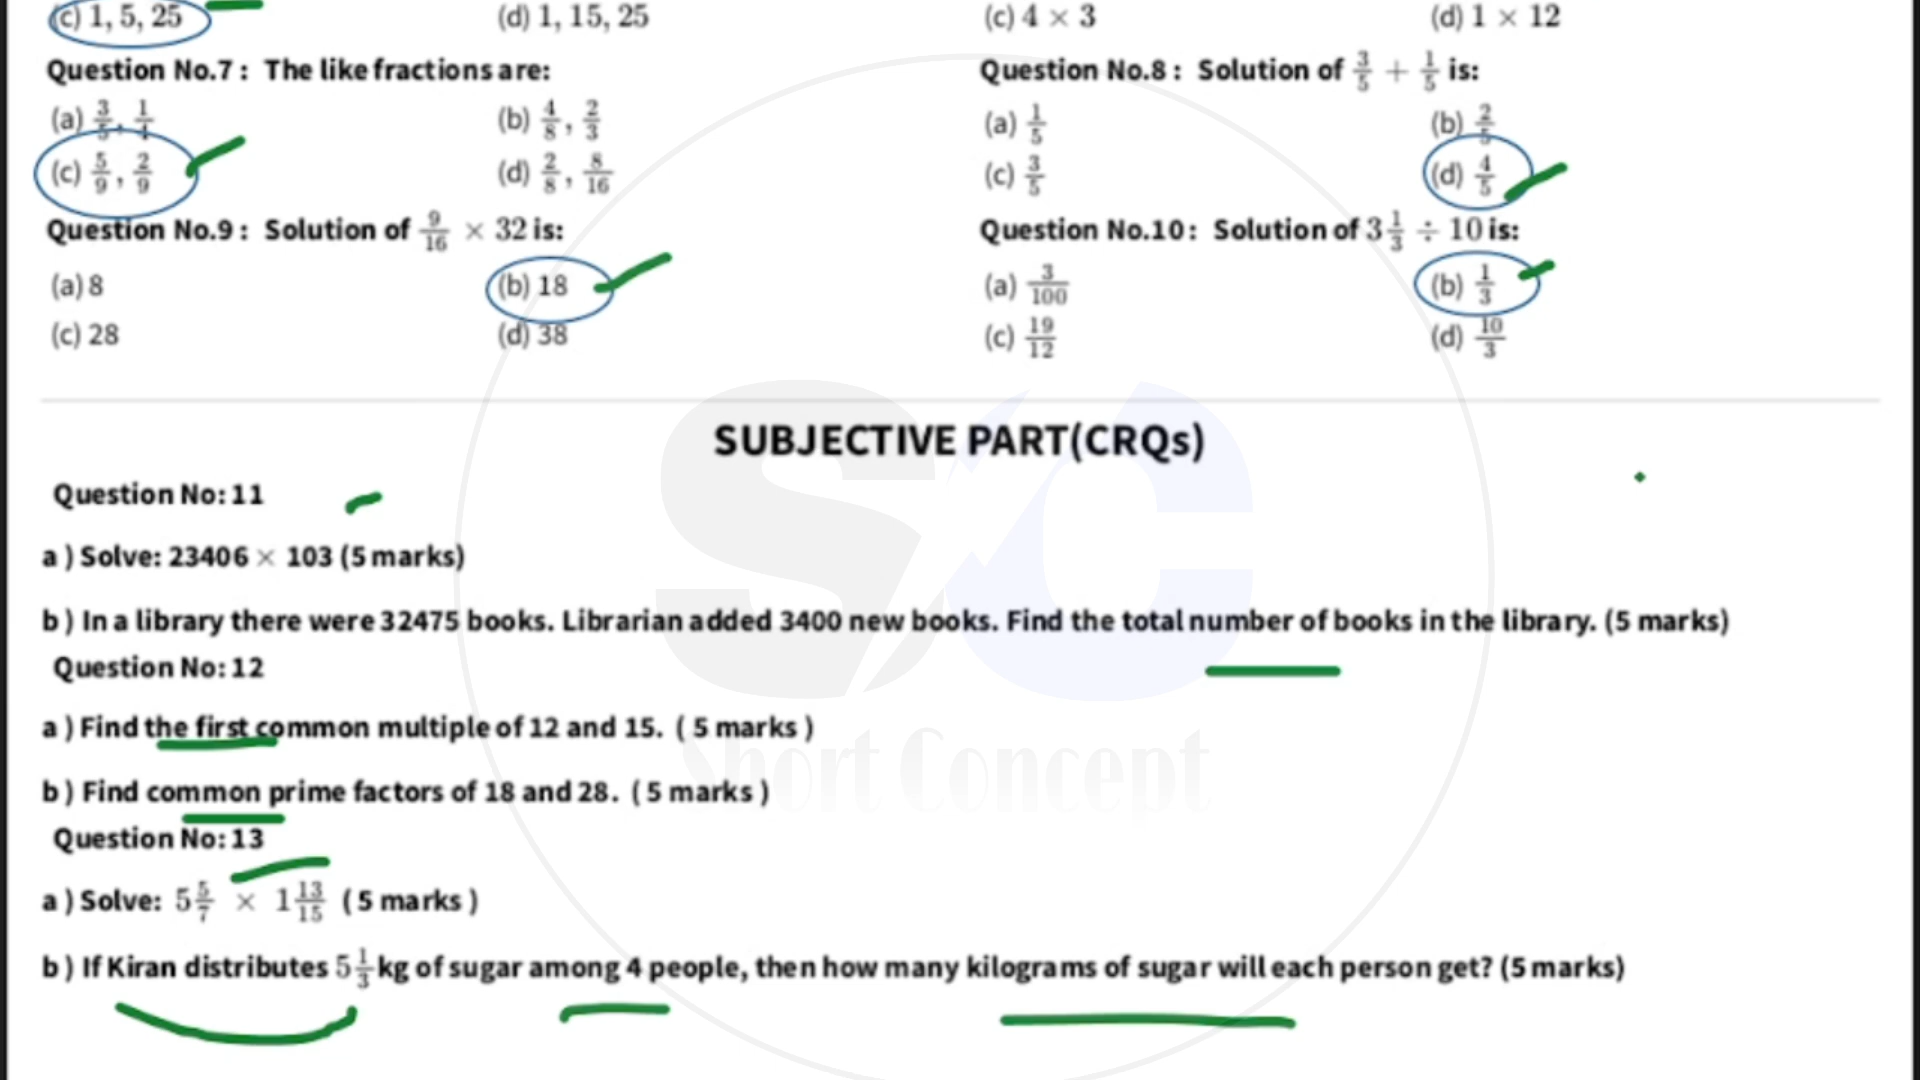 (c) 1, 5, 25 (d) 1, 15, 25 (c) 4 × 3 (d) 1 × 12
Question No.7 : The like fractions are: Question No.8 : Solution of 3/5 + 1/5 is:
(a) 3/5, 1/4 (b) 4/8, 2/3 (a) 1/5 (b) 2/5
(c) 5/9, 2/9 (d) 2/8, 8/16 (c) 3/5 (d) 4/5
Question No.9 : Solution of 9/16 × 32 is: Question No.10 : Solution of 3 1/3 ÷ 10 is:
(a) 8 (b) 18 (a) 3/100 (b) 1/3
(c) 28 (d) 38 (c) 19/12 (d) 10/3
SUBJECTIVE PART(CRQs)
Question No: 11
a ) Solve: 23406 × 103 (5 marks)
b ) In a library there were 32475 books. Librarian added 3400 new books. Find the total number of books in the library. (5 marks)
Question No: 12
a ) Find the first common multiple of 12 and 15. ( 5 marks )
Short Concept
b ) Find common prime factors of 18 and 28. ( 5 marks )
Question No: 13
a ) Solve: 5 5/7 × 1 13/15 ( 5 marks )
b ) If Kiran distributes 5 1/3 kg of sugar among 4 people, then how many kilograms of sugar will each person get? (5 marks)